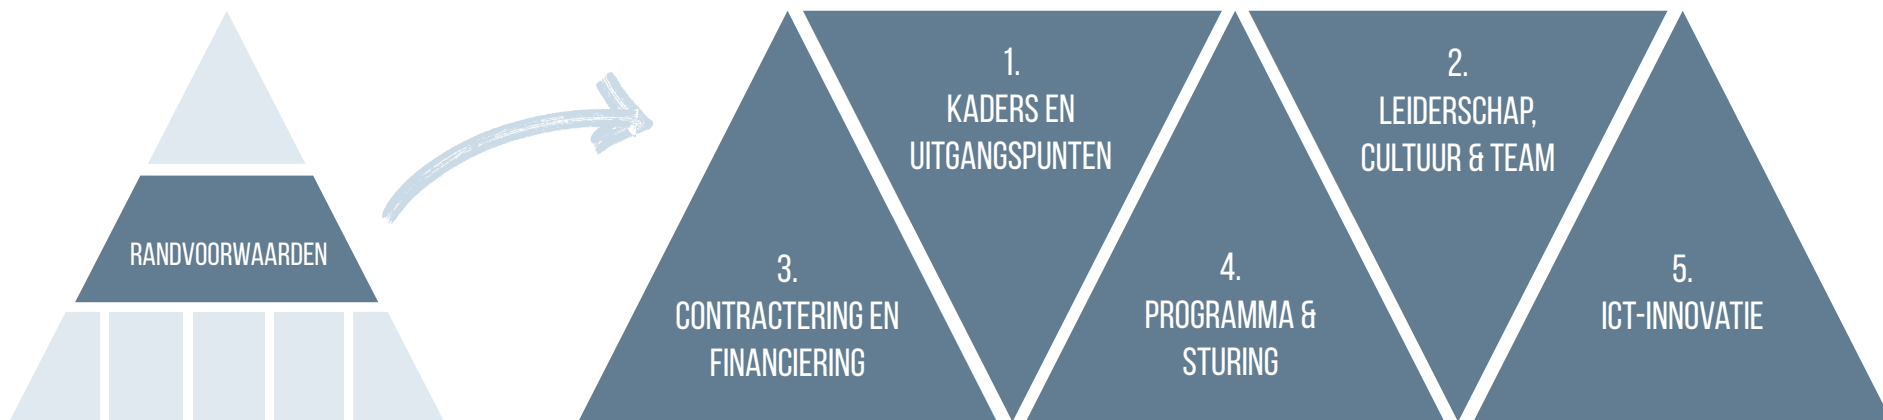 RANDVOORWAARDEN
1.
KADERS EN
UITGANGSPUNTEN
2.
LEIDERSCHAP,
CULTUUR & TEAM
3.
CONTRACTERING EN
FINANCIERING
4.
PROGRAMMA &
STURING
5.
ICT-INNOVATIE